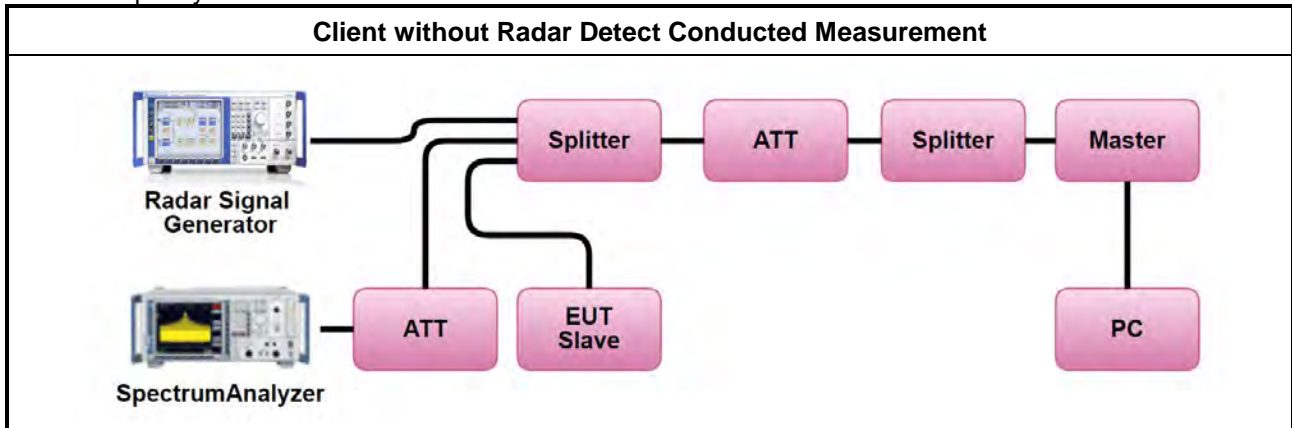 Client without Radar Detect Conducted Measurement
Radar Signal
Generator
Splitter
ATT
Splitter
Master
SpectrumAnalyzer
ATT
EUT
Slave
PC